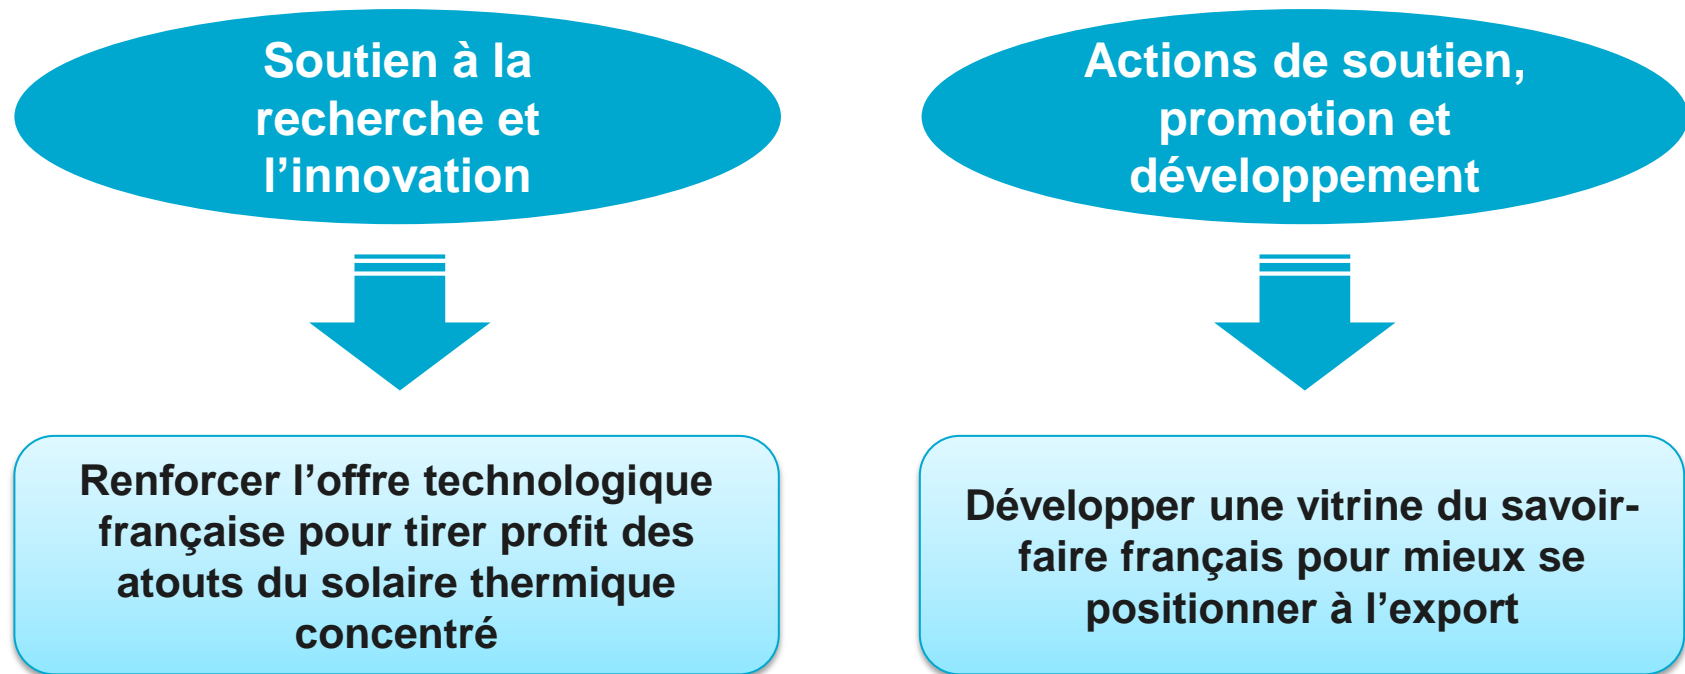 Soutien à la
recherche et
l’innovation
Actions de soutien,
promotion et
développement
Renforcer l’offre technologique
française pour tirer profit des
atouts du solaire thermique
concentré
Développer une vitrine du savoir-
faire français pour mieux se
positionner à l’export